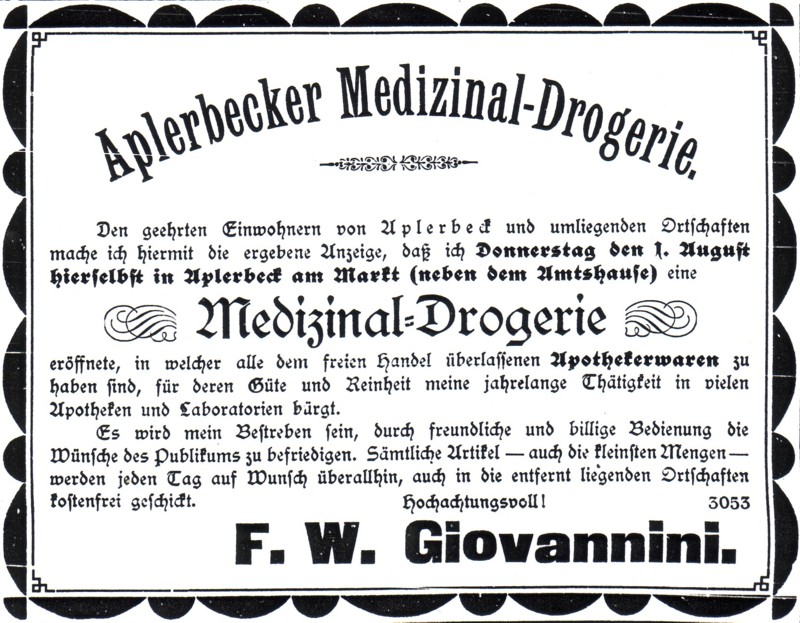 Aplerbecker Medizinal-Drogerie.
Den geehrten Einwohnern von Aplerbeck und umliegenden Ortschaften
mache ich hiermit die ergebene Anzeige, daß ich Donnerstag den 1. August
hierselbst in Aplerbeck am Markt (neben dem Amtshause) eine
Medizinal-Drogerie
eröffnete, in welcher alle dem freien Handel überlassenen Apothekerwaren zu
haben sind, für deren Güte und Reinheit meine jahrelange Thätigkeit in vielen
Apotheken und Laboratorien bürgt.
Es wird mein Bestreben sein, durch freundliche und billige Bedienung die
Wünsche des Publikums zu befriedigen. Sämtliche Artikel — auch die kleinsten Mengen —
werden jeden Tag auf Wunsch überallhin, auch in die entfernt liegenden Ortschaften
kostenfrei geschickt. Hochachtungsvoll! 3053
F. W. Giovannini.